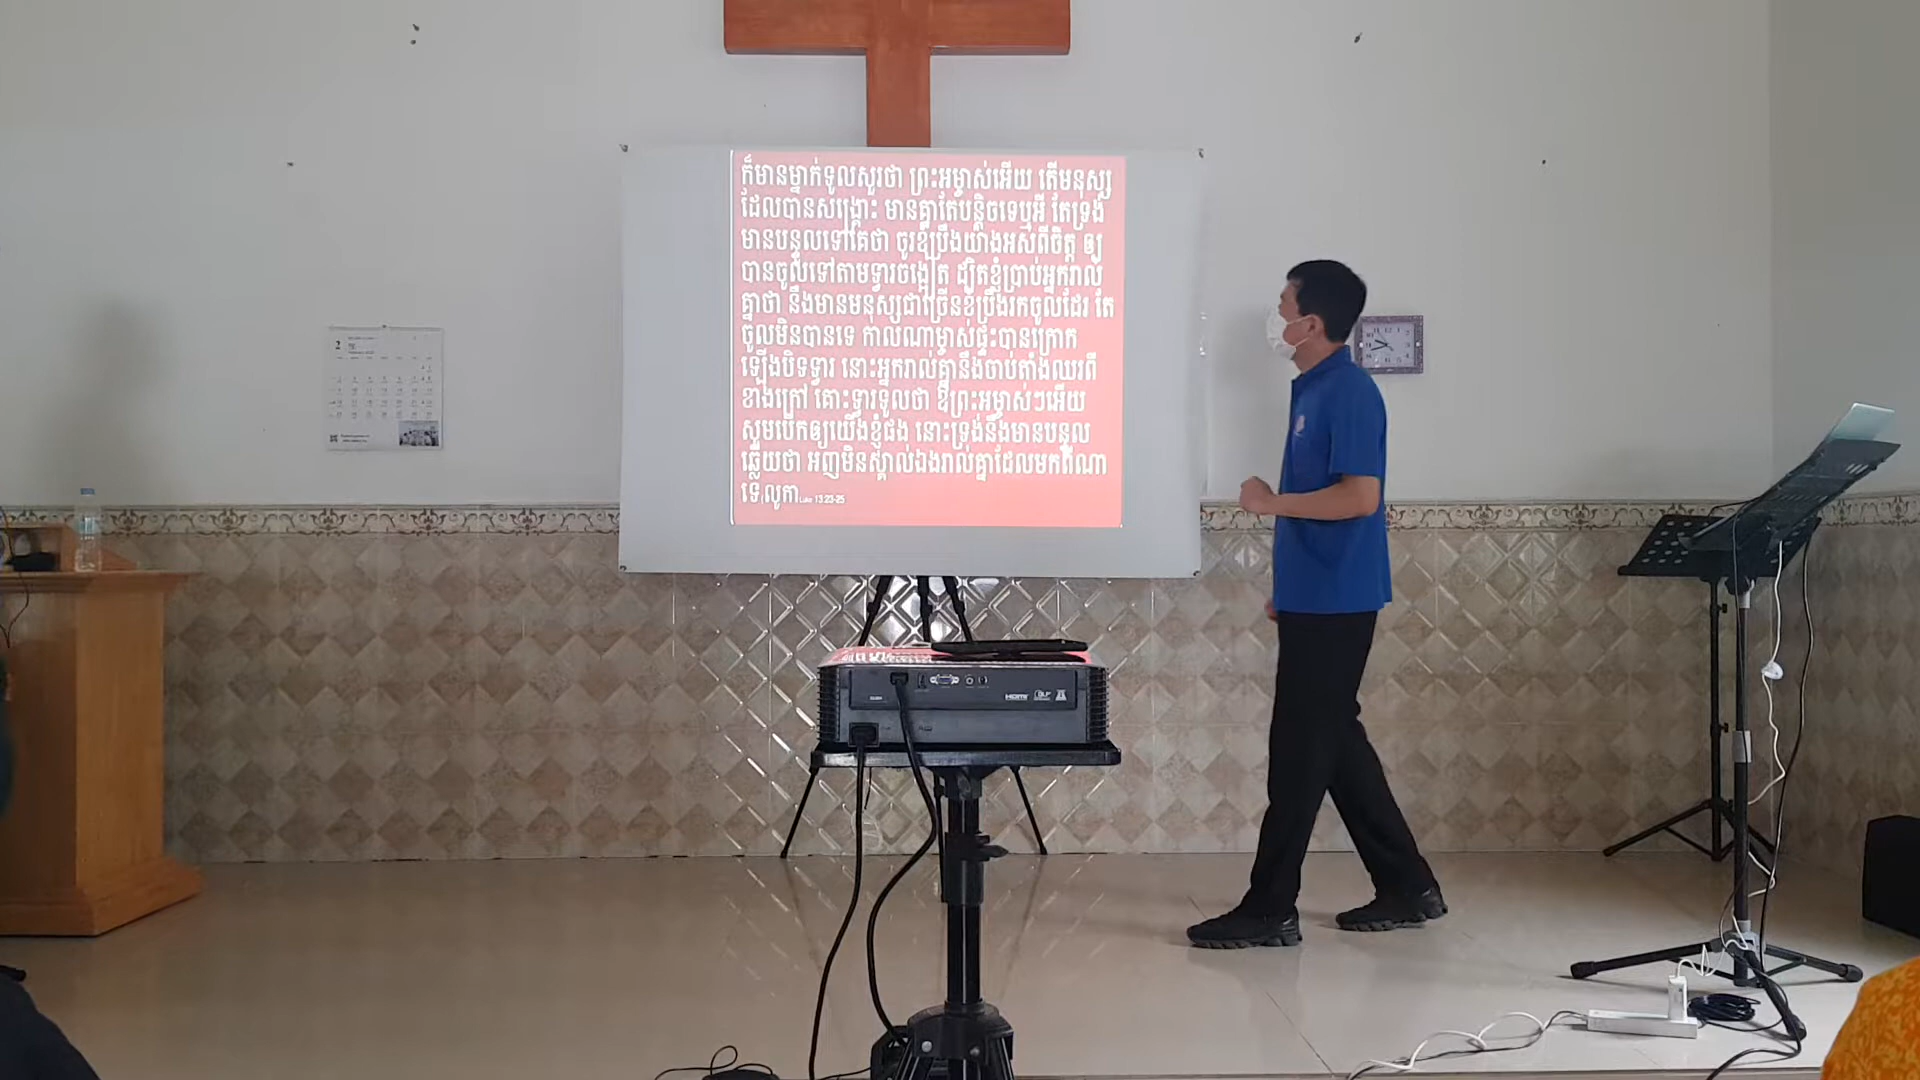 ក៏មានម្នាក់ទូលសួរថា ព្រះអម្ចាស់អើយ តើមនុស្ស
ដែលបានសង្គ្រោះ មានគ្នាតែបន្តិចទេឬអី តែទ្រង់
មានបន្ទូលទៅគេថា ចូរឱប្រឹងយ៉ាងអស់ពីចិត្ត ឲ្យ
បានចូលទៅតាមទ្វារចង្អៀត ដ្បិតខ្ញុំប្រាប់អ្នករាល់
គ្នាថា នឹងមានមនុស្សជាច្រើនខំប្រឹងរកចូលដែរ តែ
ចូលមិនបានទេ កាលណាម្ចាស់ផ្ទះបានក្រោក
ឡើងបិទទ្វារ នោះអ្នករាល់គ្នានឹងចាប់តាំងឈរពី
ខាងក្រៅ គោះទ្វារទូលថា ឱព្រះអម្ចាស់ៗអើយ
សូមបើកឲ្យយើងខ្ញុំផង នោះទ្រង់នឹងមានបន្ទូល
ឆ្លើយថា អញមិនស្គាល់ឯងរាល់គ្នាដែលមកពីណា
ទេ លូកា Luke 13:23-25
2
HDMI DLP